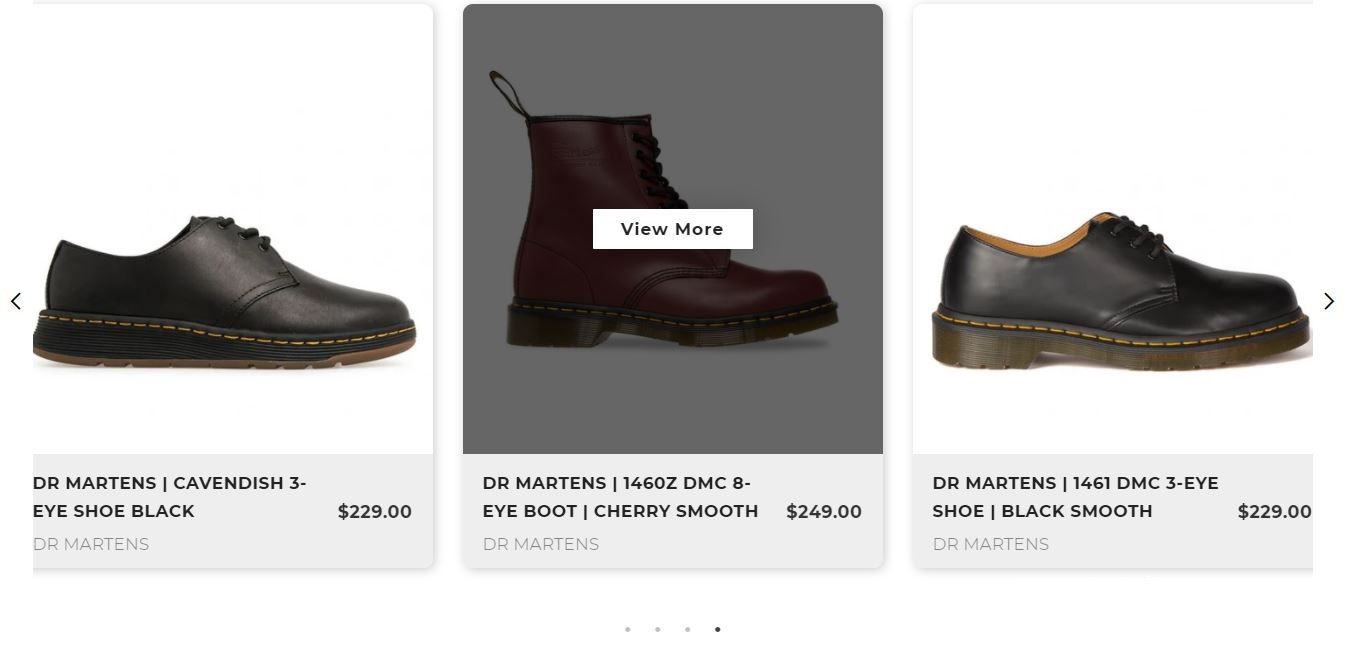 View More
DR MARTENS | CAVENDISH 3-
EYE SHOE BLACK
$229.00
DR MARTENS
DR MARTENS | 1460Z DMC 8-
EYE BOOT | CHERRY SMOOTH
$249.00
DR MARTENS
DR MARTENS | 1461 DMC 3-EYE
SHOE | BLACK SMOOTH
$229.00
DR MARTENS